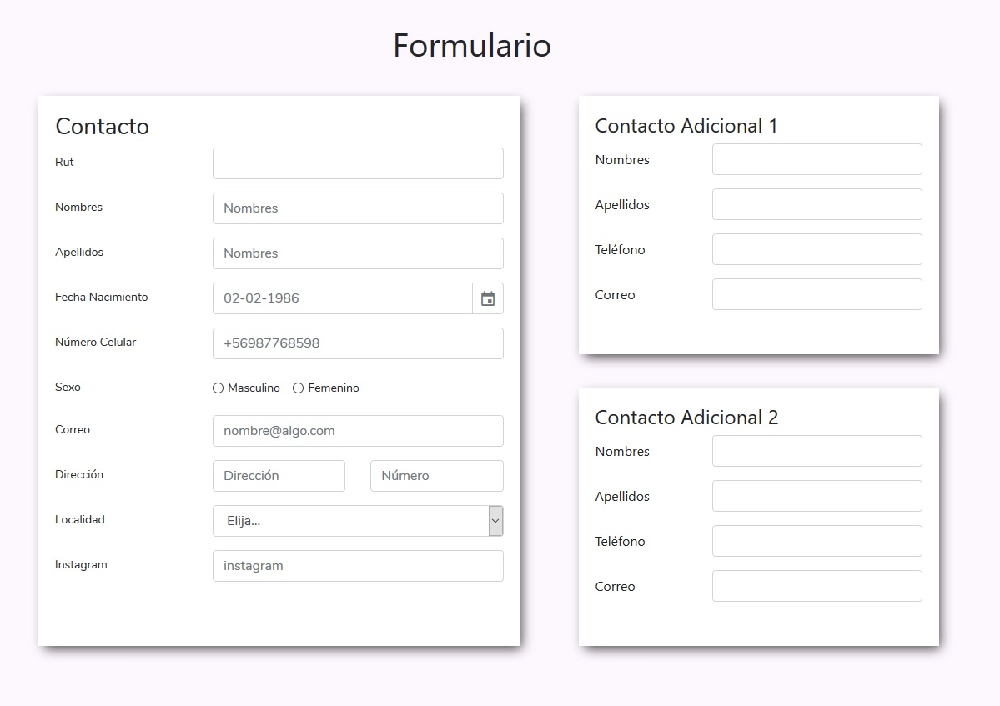 Formulario
Contacto
Rut
Nombres Nombres
Apellidos Nombres
Fecha Nacimiento 02-02-1986
Número Celular +56987768598
Sexo Masculino Femenino
Correo nombre@algo.com
Dirección Dirección Número
Localidad Elija...
Instagram instagram
Contacto Adicional 1
Nombres
Apellidos
Teléfono
Correo
Contacto Adicional 2
Nombres
Apellidos
Teléfono
Correo